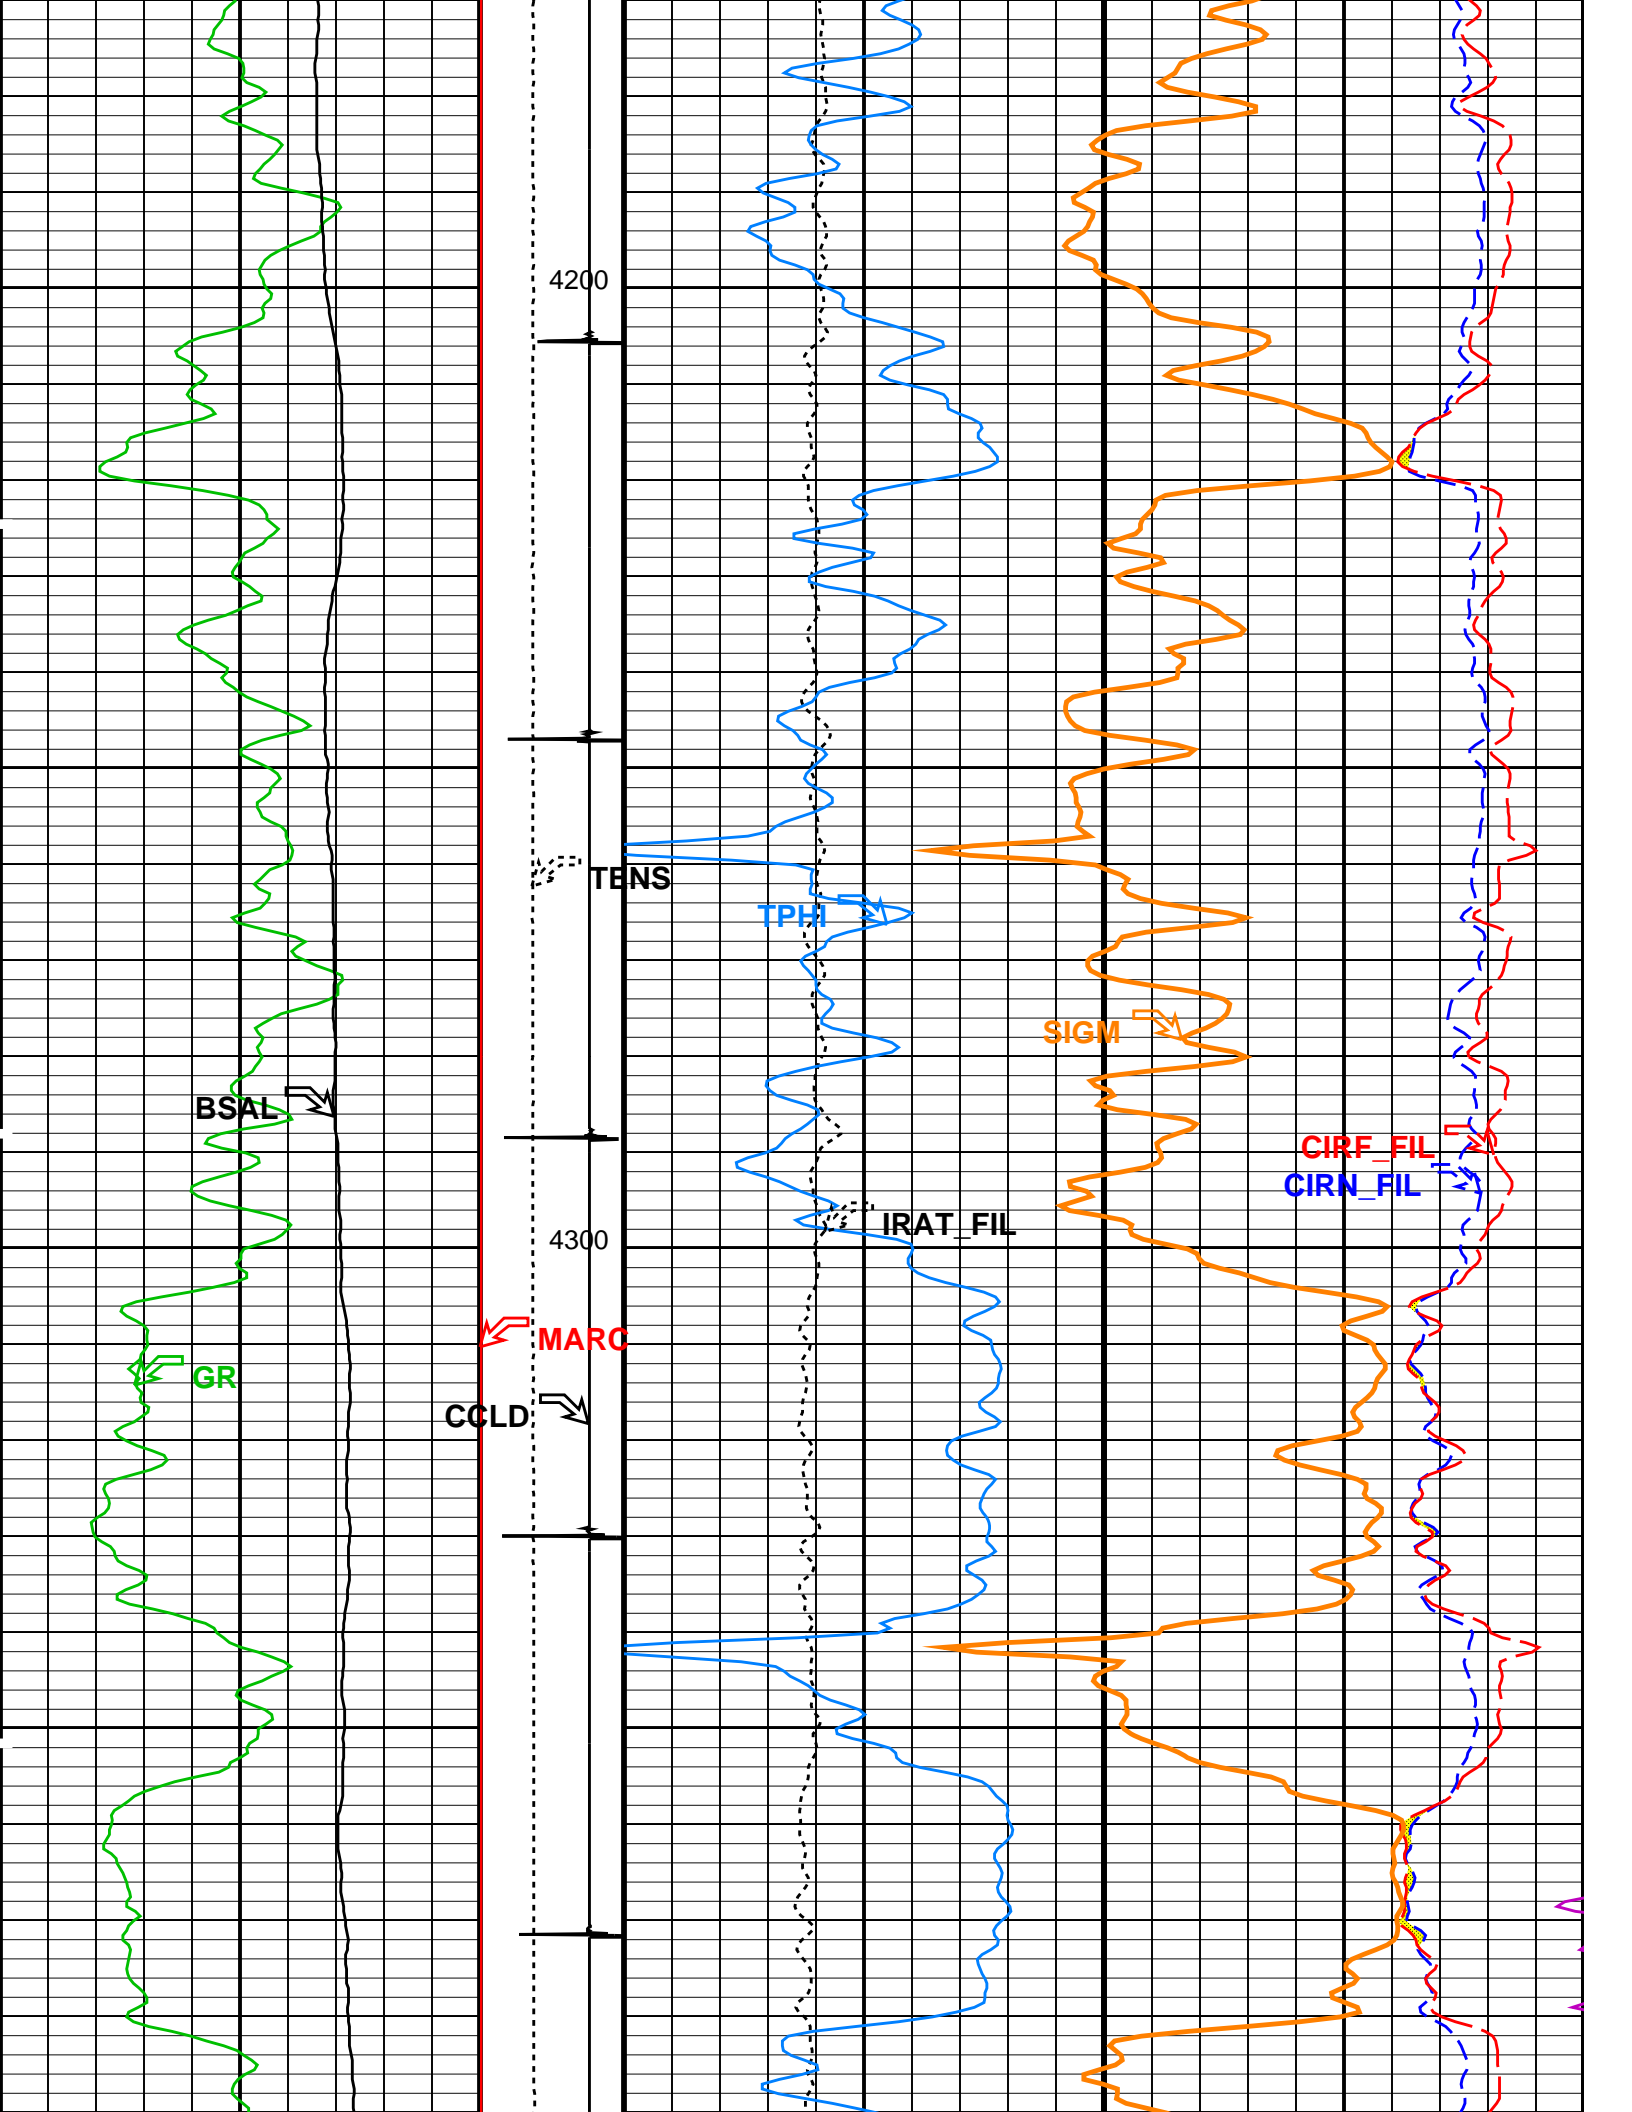 4200
TENS
TPHI
SIGM
BSAL
CIRF_FIL
CIRN_FIL
IRAT_FIL
4300
MARC
GR
CCLD